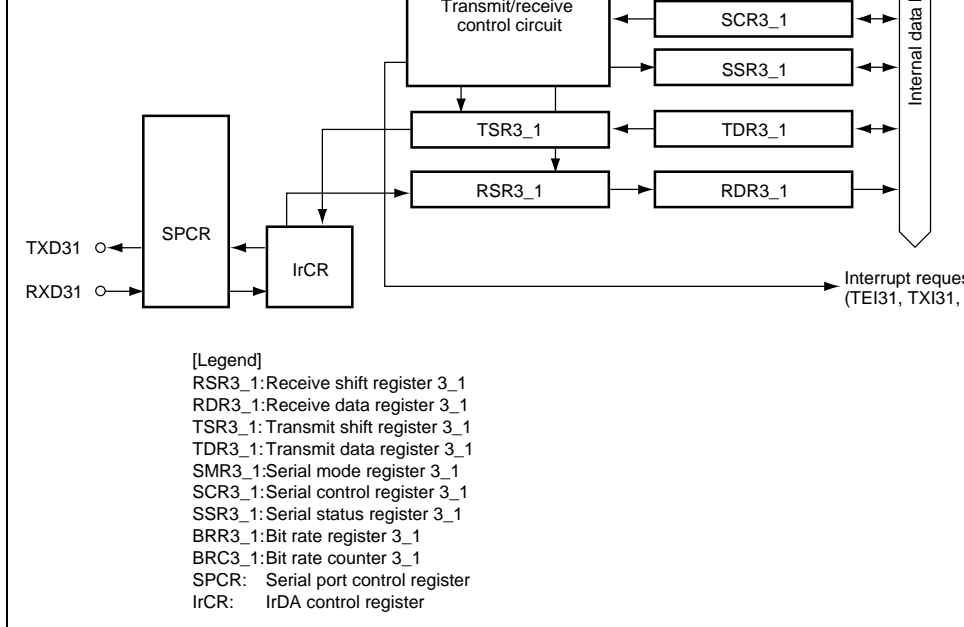 Transmit/receive
control circuit
SCR3_1
SSR3_1
Internal data
TSR3_1
TDR3_1
RSR3_1
RDR3_1
SPCR
TXD31
IrCR
RXD31
Interrupt
(TEI31, TXI31,
[Legend]
RSR3_1:Receive shift register 3_1
RDR3_1:Receive data register 3_1
TSR3_1: Transmit shift register 3_1
TDR3_1:Transmit data register 3_1
SMR3_1:Serial mode register 3_1
SCR3_1:Serial control register 3_1
SSR3_1:Serial status register 3_1
BRR3_1:Bit rate register 3_1
BRC3_1:Bit rate counter 3_1
SPCR: Serial port control register
IrCR: IrDA control register